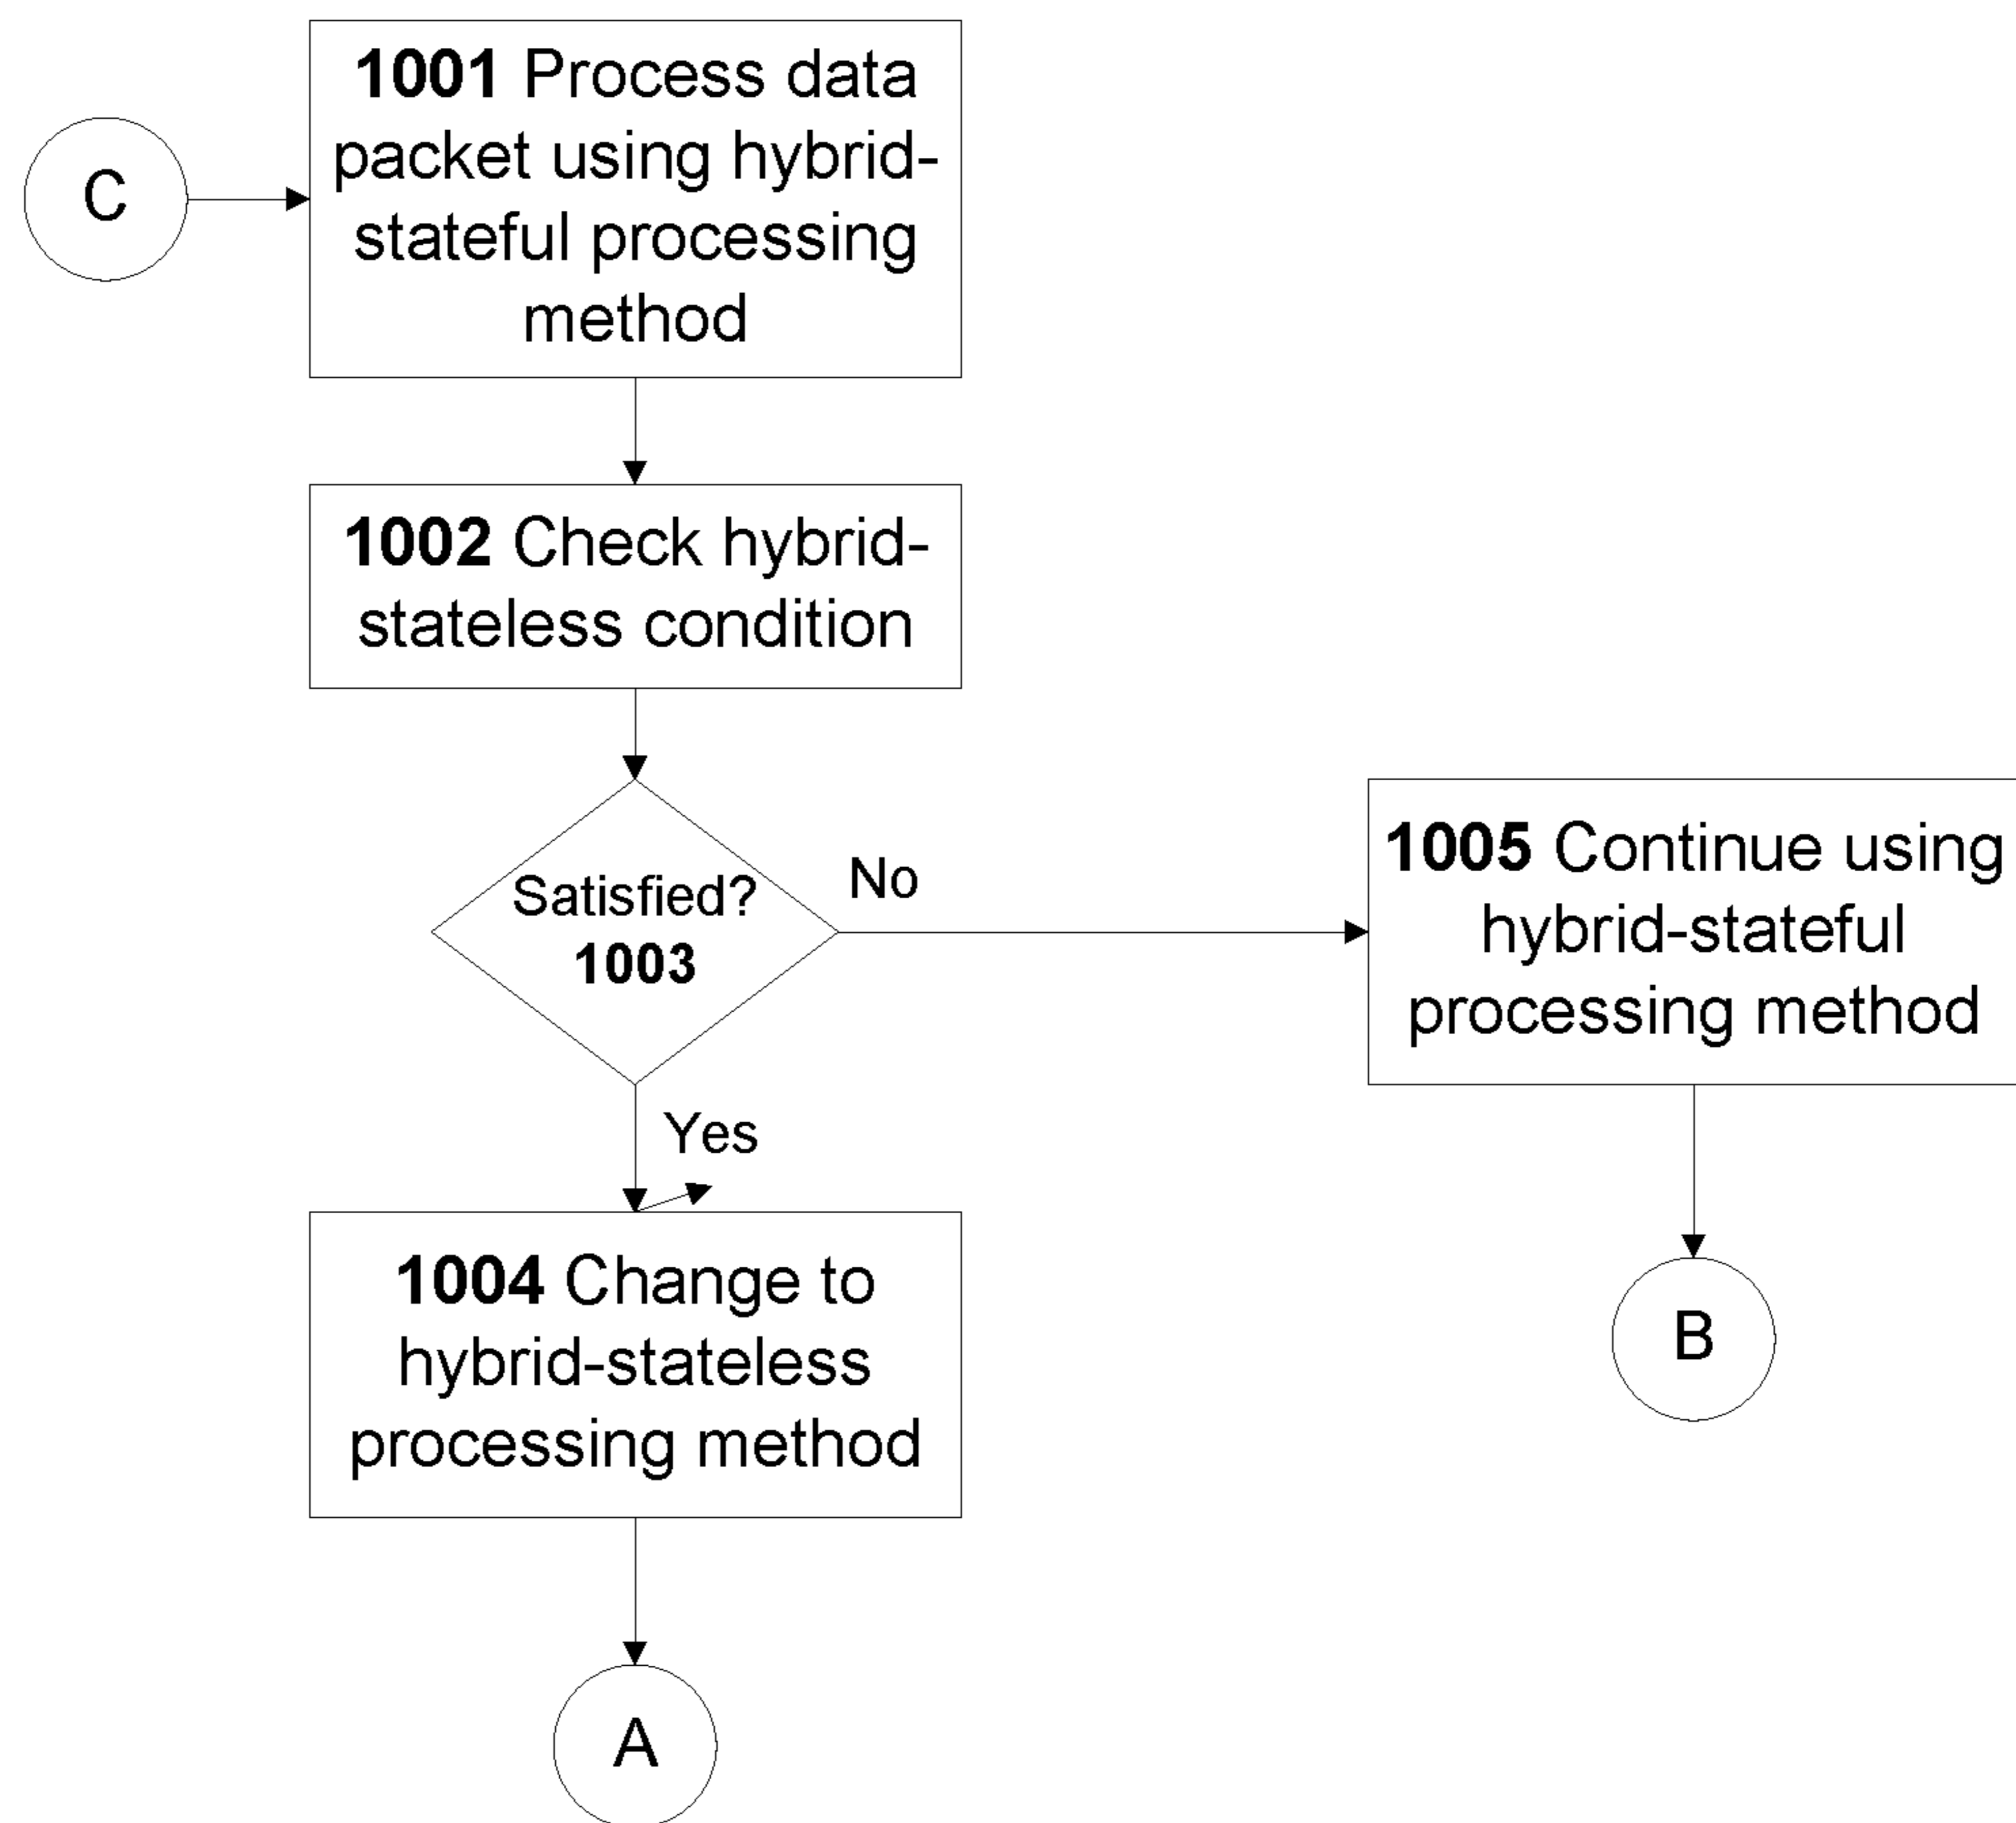 C
1001 Process data
packet using hybrid-
stateful processing
method
1002 Check hybrid-
stateless condition
Satisfied?
1003
No
Yes
1005 Continue using
hybrid-stateful
processing method
B
1004 Change to
hybrid-stateless
processing method
A